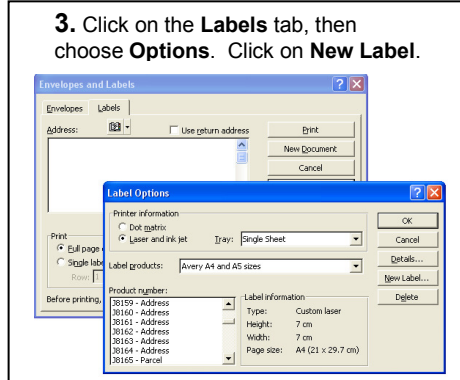 3. Click on the Labels tab, then
choose Options. Click on New Label.
Envelopes and Labels
Envelopes Labels
Address: Use return address Print
New Document
Cancel
Label Options
Printer information
Dot matrix
Laser and ink jet Tray: Single Sheet
Label products: Avery A4 and A5 sizes
OK
Cancel
Details...
New Label...
Delete
Product number:
J8159 - Address
J8160 - Address
J8161 - Address
J8162 - Address
J8163 - Address
J8164 - Address
J8165 - Parcel
Label information
Type: Custom laser
Height: 7 cm
Width: 7 cm
Page size: A4 (21 x 29.7 cm)
Print
Full page
Single
Row: 1
Before printing,